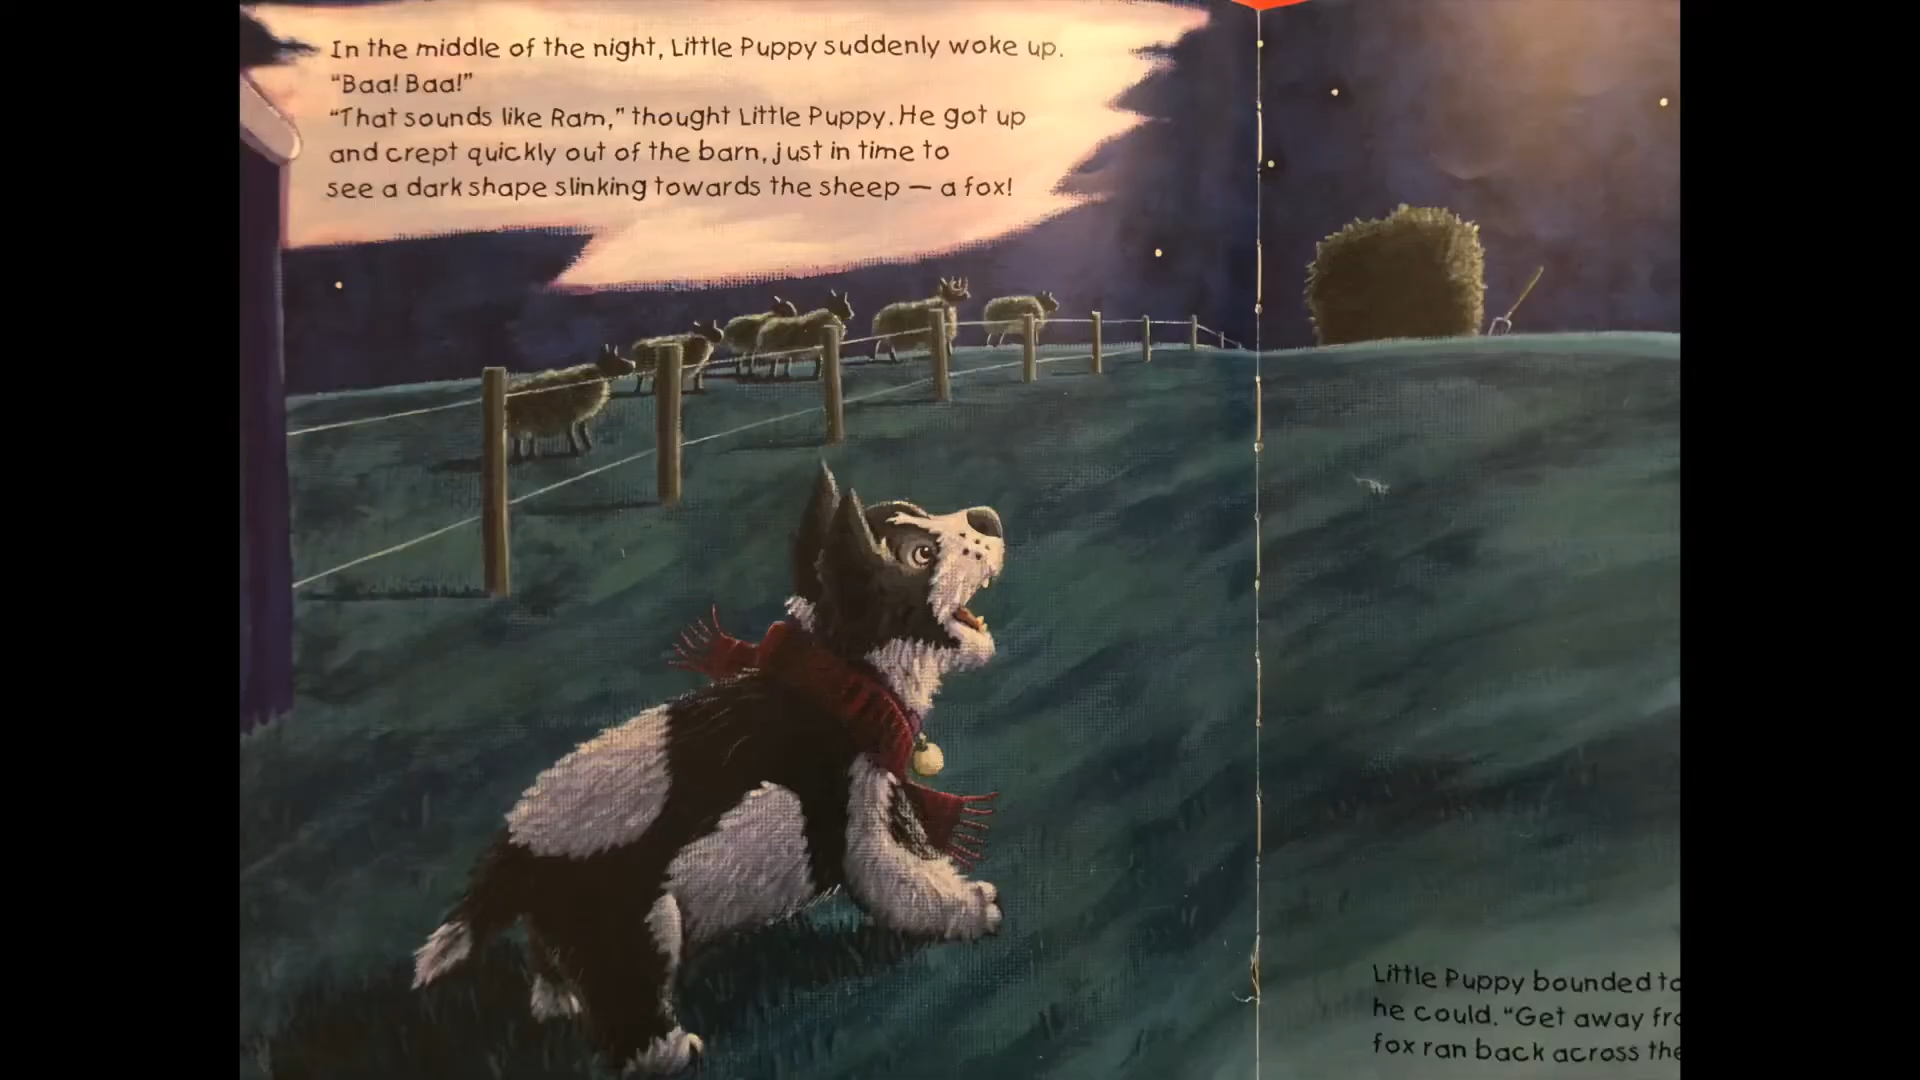 In the middle of the night, Little Puppy suddenly woke up.
“Baa! Baa!”
“That sounds like Ram,” thought Little Puppy. He got up
and crept quickly out of the barn, just in time to
see a dark shape slinking towards the sheep — a fox!
Little Puppy bounded
he could. “Get away
fox ran back across